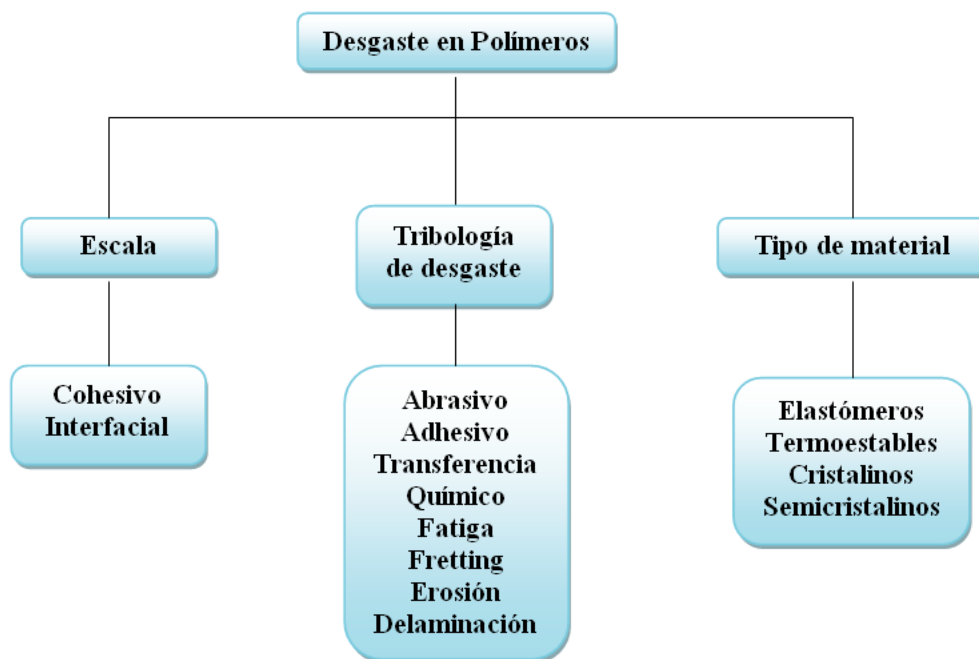 Desgaste en Polímeros
Escala
Tribología
de desgaste
Tipo de material
Cohesivo
Interfacial
Abrasivo
Adhesivo
Transferencia
Químico
Fatiga
Fretting
Erosión
Delaminación
Elastómeros
Termoestables
Cristalinos
Semicristalinos